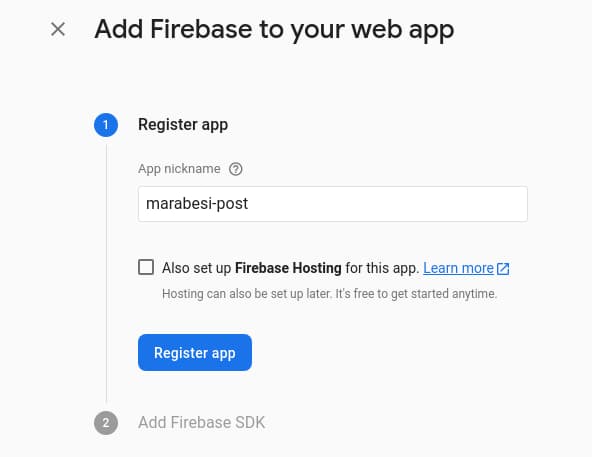 Add Firebase to your web app
1
Register app
App nickname
marabesi-post
Also set up Firebase Hosting for this app. Learn more
Hosting can also be set up later. It's free to get started anytime.
Register app
2
Add Firebase SDK